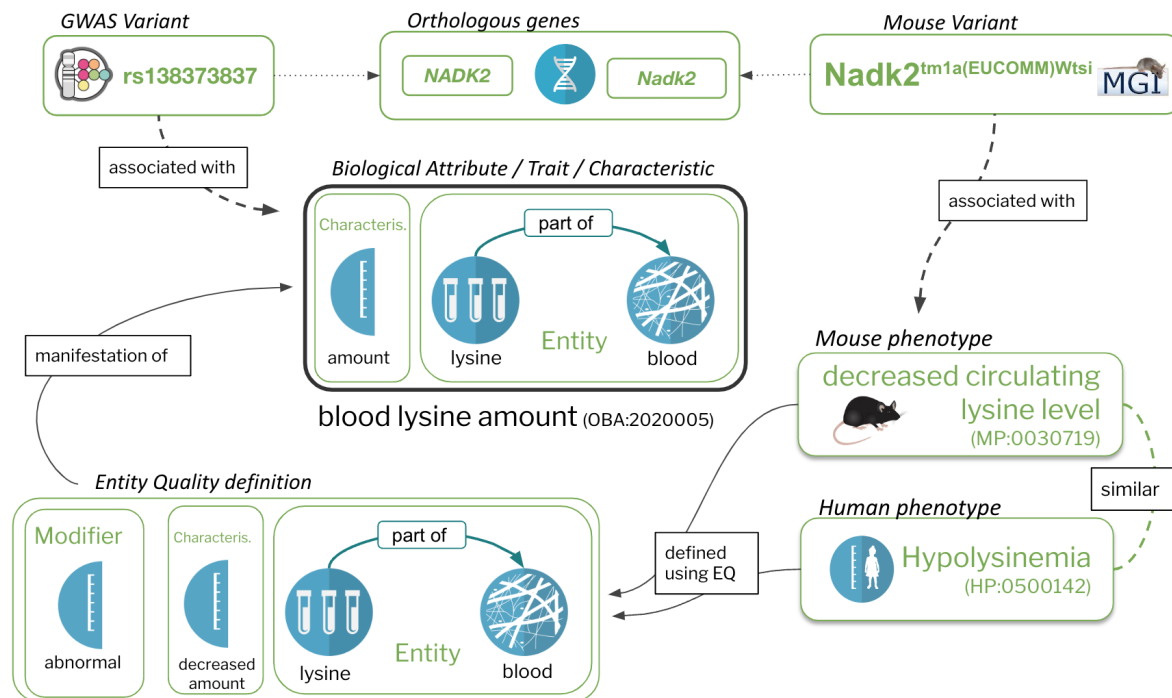 GWAS Variant
rs138373837
Orthologous genes
NADK2
Nadk2
Mouse Variant
Nadk2tm1a(EUCOMM)Wtsi
MGI
associated with
associated with
Biological Attribute / Trait / Characteristic
Characteris.
amount
part of
lysine
Entity
blood
blood lysine amount (OBA:2020005)
manifestation of
Mouse phenotype
decreased circulating
lysine level
(MP:0030719)
similar
Human phenotype
Hypolysinemia
(HP:0500142)
defined
using EQ
Entity Quality definition
Modifier
abnormal
Characteris.
decreased
amount
part of
lysine
Entity
blood